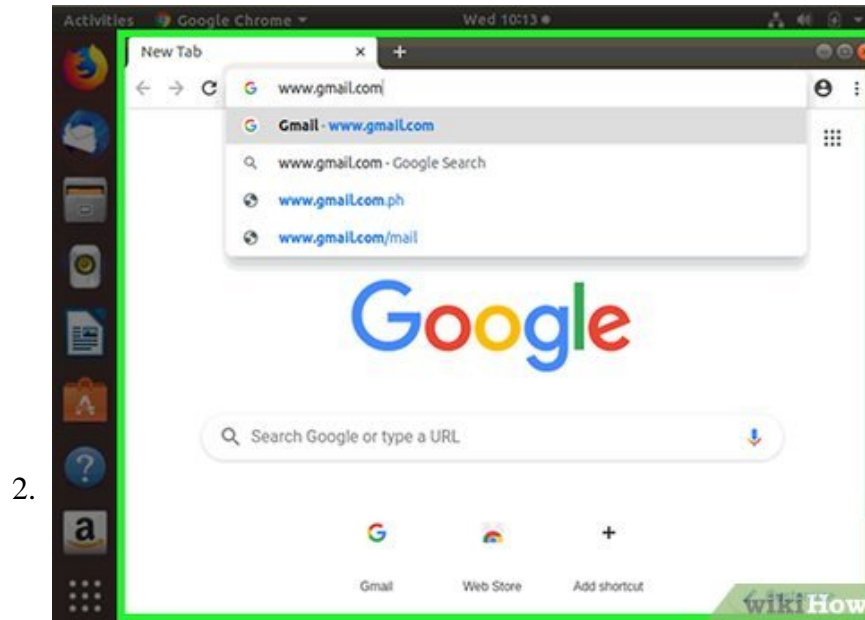 Activities Google Chrome Wed 10:13
New Tab
www.gmail.com
Gmail - www.gmail.com
www.gmail.com - Google Search
www.gmail.com.ph
www.gmail.com/mail
Google
Search Google or type a URL
2.
Gmail Web Store Add shortcut
wikiHow